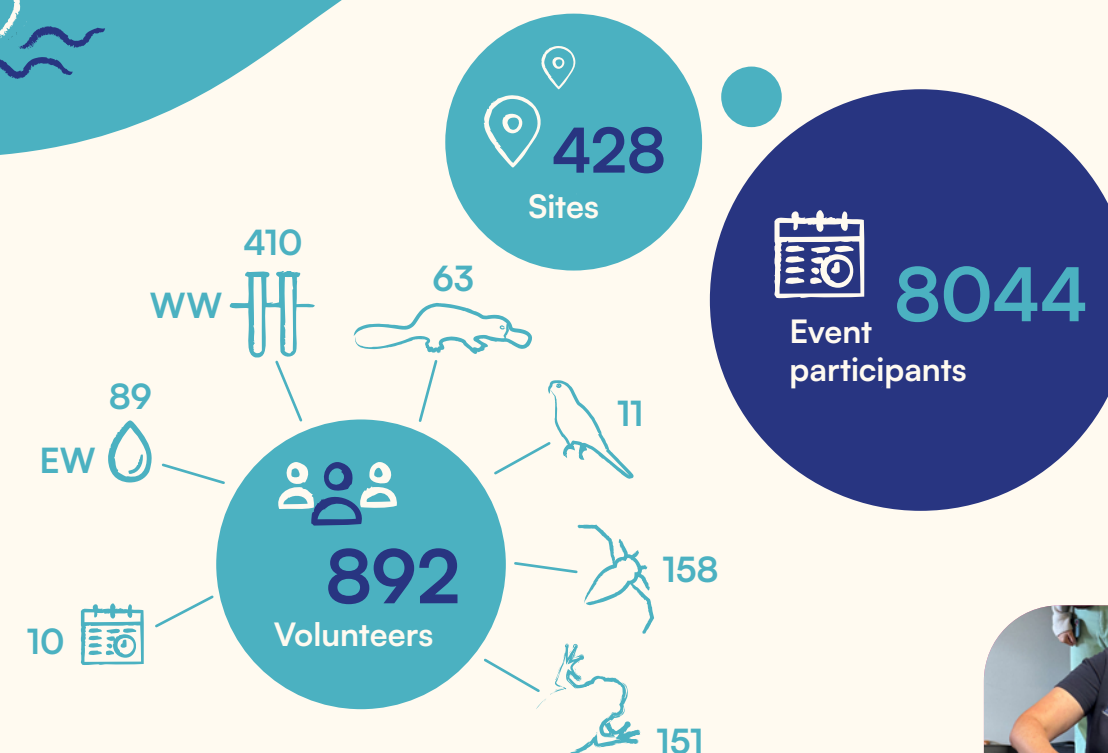 428
Sites
8044
Event
participants
410
WW
63
89
EW
11
158
10
892
Volunteers
151